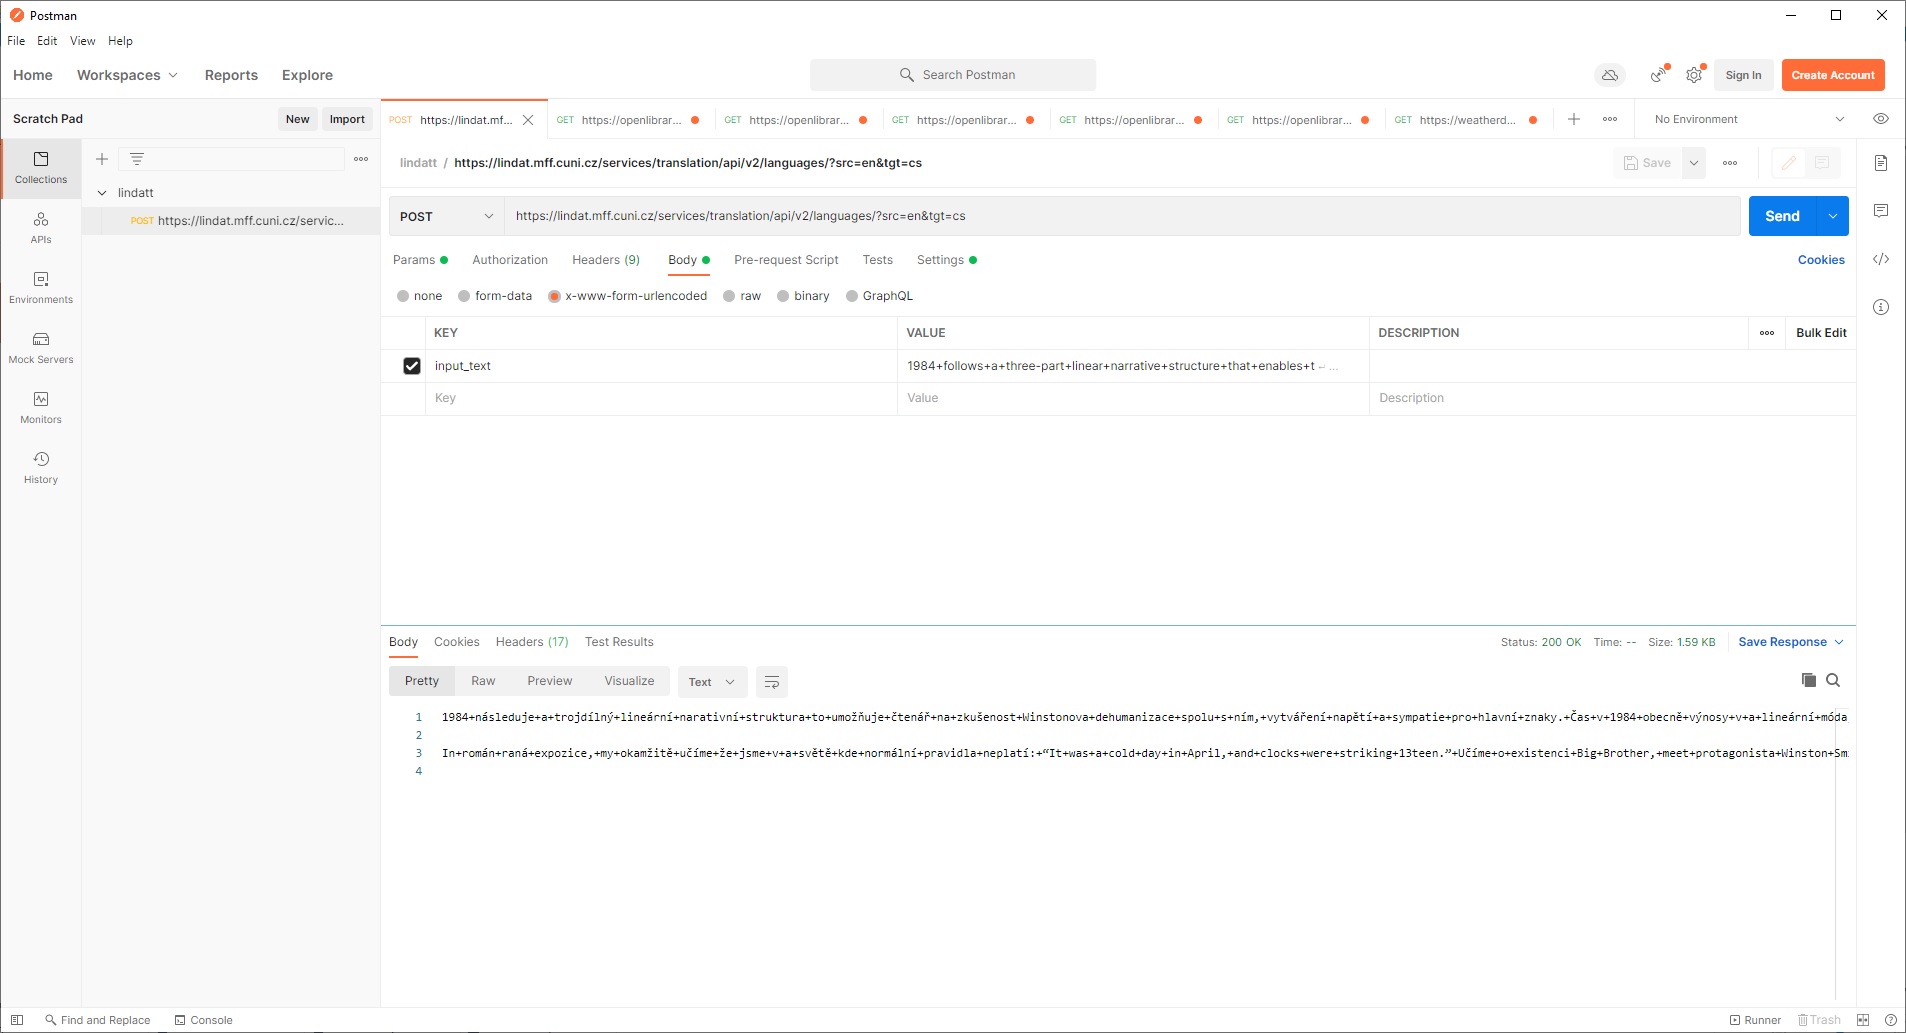 Postman
File Edit View Help
Home Workspaces Reports Explore
Search Postman
Sign In
Create Account
Scratch Pad
New
Import
POST https://lindat.mf...
GET https://openlibrar...
GET https://openlibrar...
GET https://openlibrar...
GET https://openlibrar...
GET https://openlibrar...
GET https://weatherd...
No Environment
Collections
APIs
Environments
Mock Servers
Monitors
History
lindatt
POST https://lindat.mff.cuni.cz/servic...
lindatt / https://lindat.mff.cuni.cz/services/translation/api/v2/languages/?src=en&tgt=cs
Save
POST
https://lindat.mff.cuni.cz/services/translation/api/v2/languages/?src=en&tgt=cs
Send
Params Authorization Headers (9) Body Pre-request Script Tests Settings
Cookies
none form-data x-www-form-urlencoded raw binary GraphQL
KEY VALUE DESCRIPTION
Bulk Edit
input_text 1984+follows+a+three-part+linear+narrative+structure+that+enables+t ...
Key Value Description
Body Cookies Headers (17) Test Results
Status: 200 OK Time: -- Size: 1.59 KB
Save Response
Pretty Raw Preview Visualize
Text
1 1984+následuje+a+trojdílný+lineární+narativní+struktura+to+umožňuje+čtenář+na+zkušenost+Winstonova+dehumanizace+spolu+s+ním,+vytváření+napětí+a+sympatie+pro+hlavní+znaky.+Čas+v+1984+obecně+výnosy+v+a+lineární+móda
2
3 In+román+raná+expozice,+my+okamžitě+učíme+že+jsme+v+a+světě+kde+normální+pravidla+neplatí:+“It+was+a+cold+day+in+April,+and+clocks+were+striking+13teen.”+Učíme+o+existenci+Big+Brother,+meet+protagonista+Winston+Sm
4
Find and Replace Console
Runner Trash